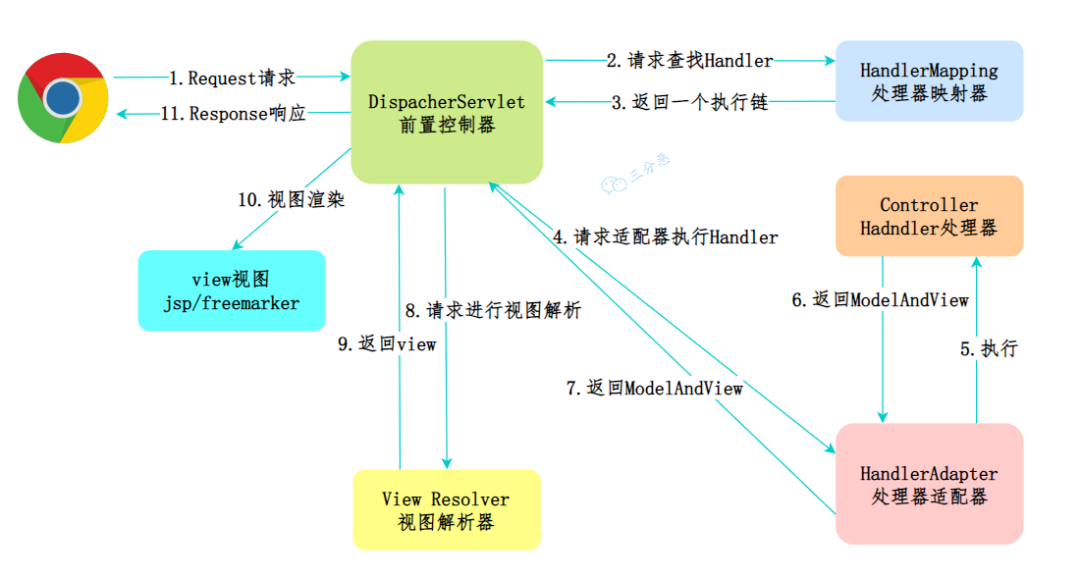 1.Request请求
11.Response响应
DispacherServlet
前置控制器
2.请求查找Handler
3.返回一个执行链
HandlerMapping
处理器映射器
三分恶
10.视图渲染
view视图
jsp/freemarker
4.请求适配器执行Handler
Controller
Hadndler处理器
6.返回ModelAndView
5.执行
8.请求进行视图解析
9.返回view
7.返回ModelAndView
View Resolver
视图解析器
HandlerAdapter
处理器适配器